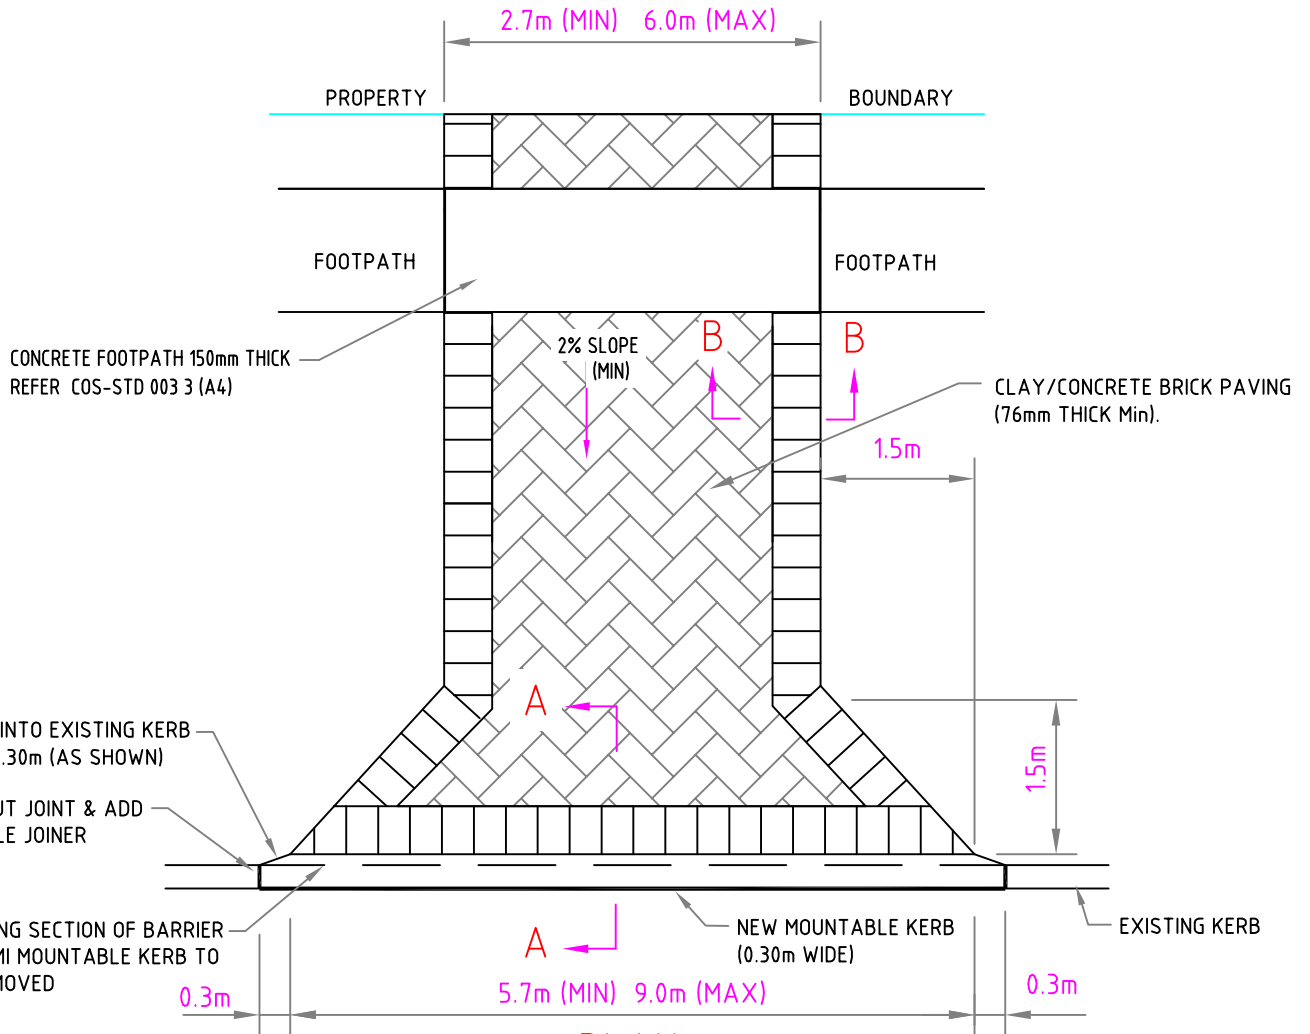 2.7m (MIN) 6.0m (MAX)
PROPERTY
BOUNDARY
FOOTPATH
FOOTPATH
CONCRETE FOOTPATH 150mm THICK
REFER COS-STD 003 3 (A4)
2% SLOPE
(MIN)
B
B
CLAY/CONCRETE BRICK PAVING
(76mm THICK Min).
1.5m
A
INTO EXISTING KERB
.30m (AS SHOWN)
1.5m
UT JOINT & ADD
LE JOINER
NG SECTION OF BARRIER
MI MOUNTABLE KERB TO
MOVED
A
NEW MOUNTABLE KERB
(0.30m WIDE)
EXISTING KERB
0.3m
5.7m (MIN) 9.0m (MAX)
0.3m